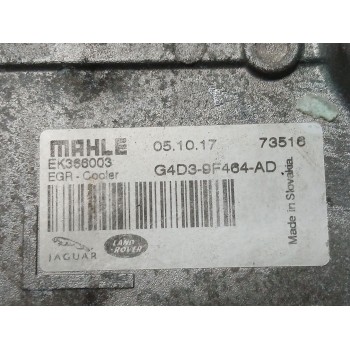 MAHLE 05.10.17 73516
EK366003
EGR - Cooler G4D3-9F464-AD
Made in Slovakia
JAGUAR
LAND ROVER